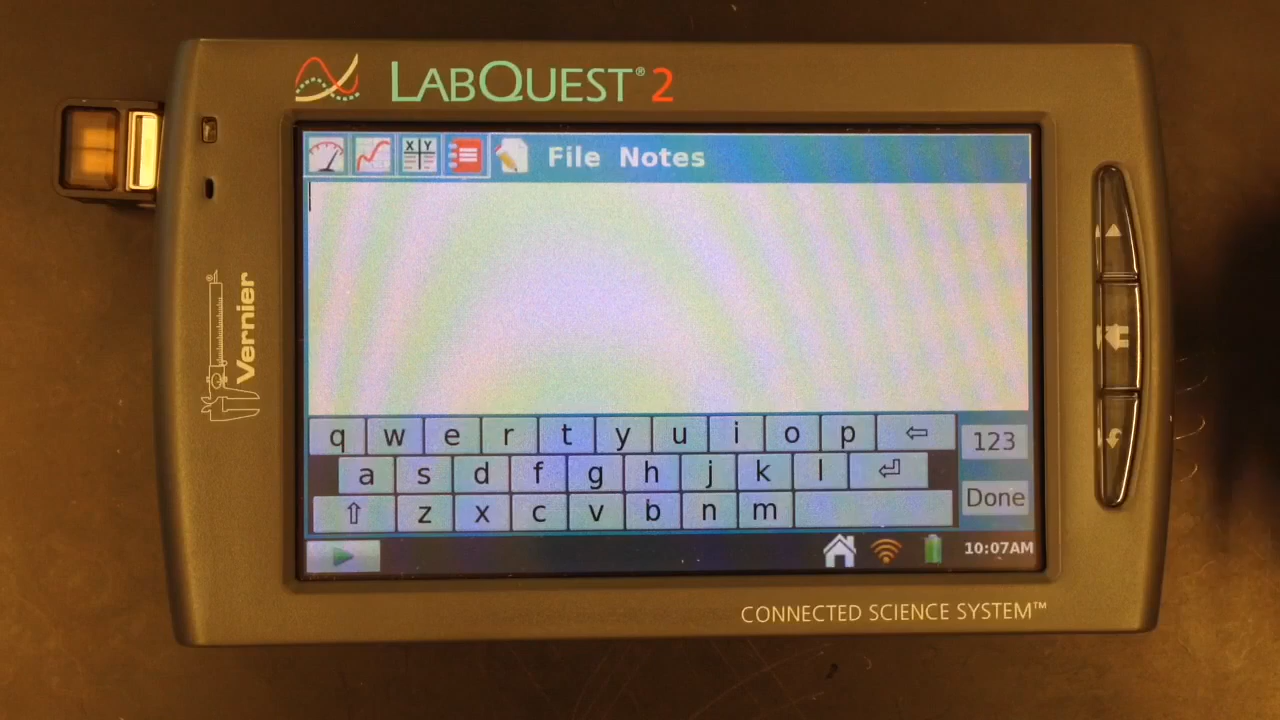 LABQUEST® 2
X Y
File Notes
Vernier®
q w e r t y u i o p ⇦
123
a s d f g h j k l ⏎
Done
⇧ z x c v b n m
10:07AM
CONNECTED SCIENCE SYSTEM™